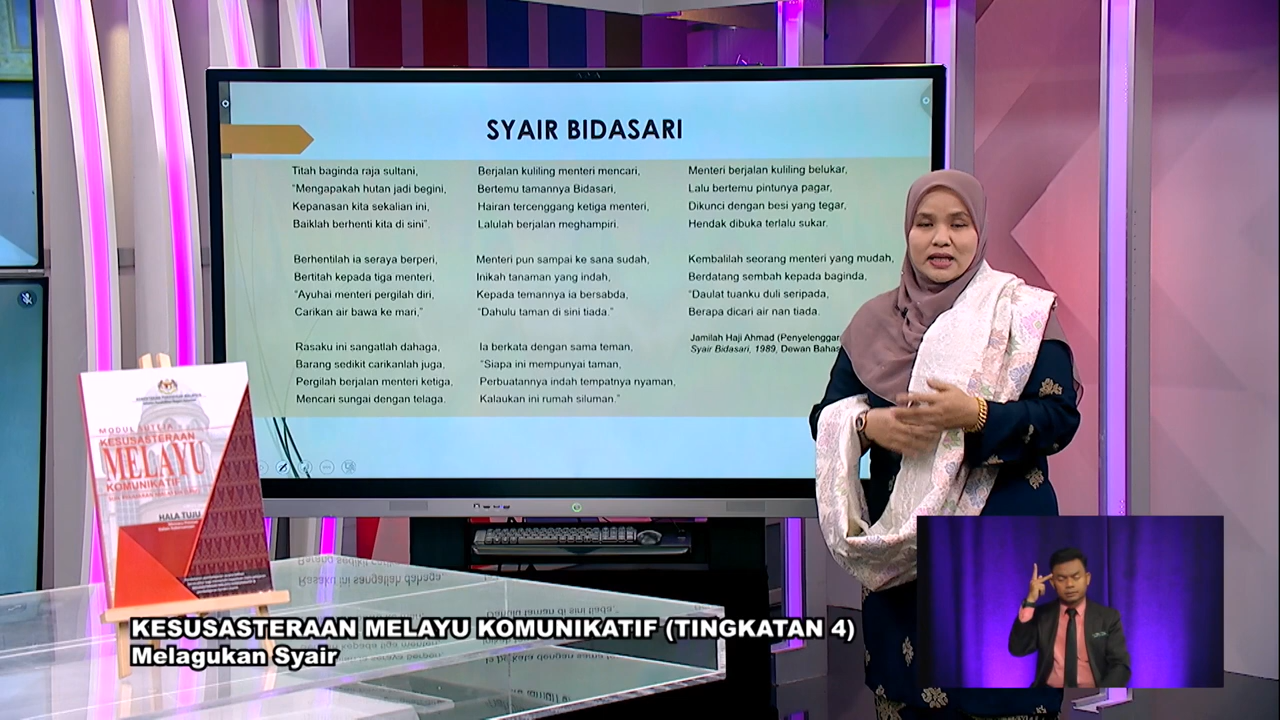 SYAIR BIDASARI
Titah baginda raja sultani,
“Mengapakah hutan jadi begini,
Kepanasan kita sekalian ini,
Baiklah berhenti kita di sini”.
Berhentilah ia seraya berperi,
Bertitah kepada tiga menteri,
“Ayuhai menteri pergilah diri,
Carikan air bawa ke mari,”
Rasaku ini sangatlah dahaga,
Barang sedikit carikanlah juga,
Pergilah berjalan menteri ketiga,
Mencari sungai dengan telaga.
Berjalan kuliling menteri mencari,
Bertemu tamannya Bidasari,
Hairan tercenggang ketiga menteri,
Lalulah berjalan meghampiri.
Menteri pun sampai ke sana sudah,
Inikah tanaman yang indah,
Kepada temannya ia bersabda,
“Dahulu taman di sini tiada.”
Ia berkata dengan sama teman,
“Siapa ini mempunyai taman,
Perbuatannya indah tempatnya nyaman,
Kalaukan ini rumah siluman.”
Menteri berjalan kuliling belukar,
Lalu bertemu pintunya pagar,
Dikunci dengan besi yang tegar,
Hendak dibuka terlalu sukar.
Kembalilah seorang menteri yang mudah,
Berdatang sembah kepada baginda,
“Daulat tuanku duli seripada,
Berapa dicari air nan tiada.
Jamilah Haji Ahmad (Penyelenggar
Syair Bidasari, 1989, Dewan Bahas
KESUSASTERAAN
MELAYU
KOMUNIKATIF
HALA TUJU
KESUSASTERAAN MELAYU KOMUNIKATIF (TINGKATAN 4)
Melagukan Syair